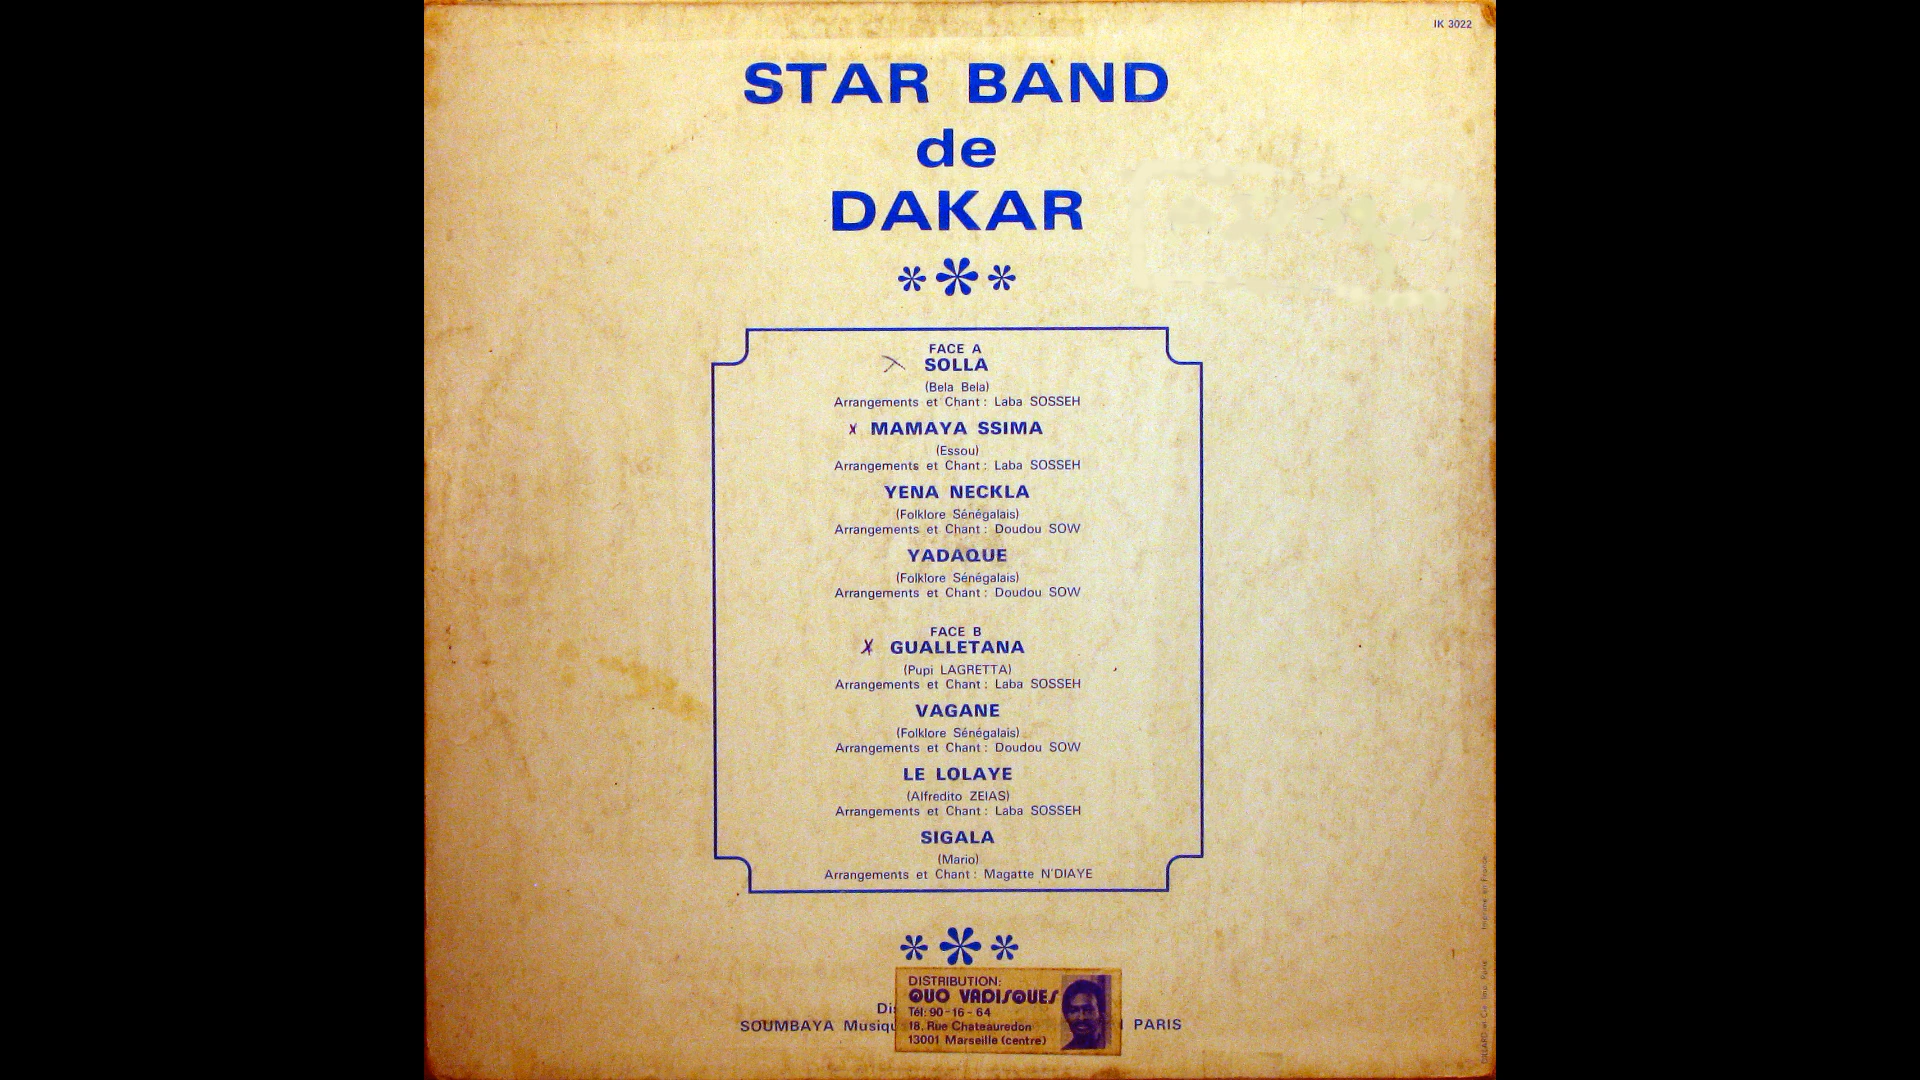 IK 3022
STAR BAND
de
DAKAR
FACE A
SOLLA
(Bela Bela)
Arrangements et Chant : Laba SOSSEH
x MAMAYA SSIMA
(Essou)
Arrangements et Chant : Laba SOSSEH
YENA NECKLA
(Folklore Sénégalais)
Arrangements et Chant : Doudou SOW
YADAQUE
(Folklore Sénégalais)
Arrangements et Chant : Doudou SOW
FACE B
x GUALLETANA
(Pupi LAGRETTA)
Arrangements et Chant : Laba SOSSEH
VAGANE
(Folklore Sénégalais)
Arrangements et Chant : Doudou SOW
LE LOLAYE
(Alfredito ZEIAS)
Arrangements et Chant : Laba SOSSEH
SIGALA
(Mario)
Arrangements et Chant : Magatte N'DIAYE
SOUMBAYA PARIS
DISTRIBUTION:
QUO VADISQUES
Tél: 90-16-64
18, Rue Chateauredon
13001 Marseille (centre)
Imprimé en France